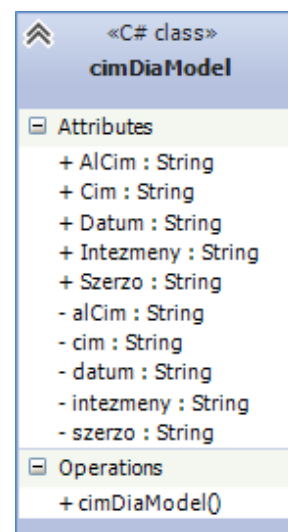 «C# class»
cimDiaModel
Attributes
+ AlCim : String
+ Cim : String
+ Datum : String
+ Intezmeny : String
+ Szerzo : String
- alCim : String
- cim : String
- datum : String
- intezmeny : String
- szerzo : String
Operations
+ cimDiaModel()